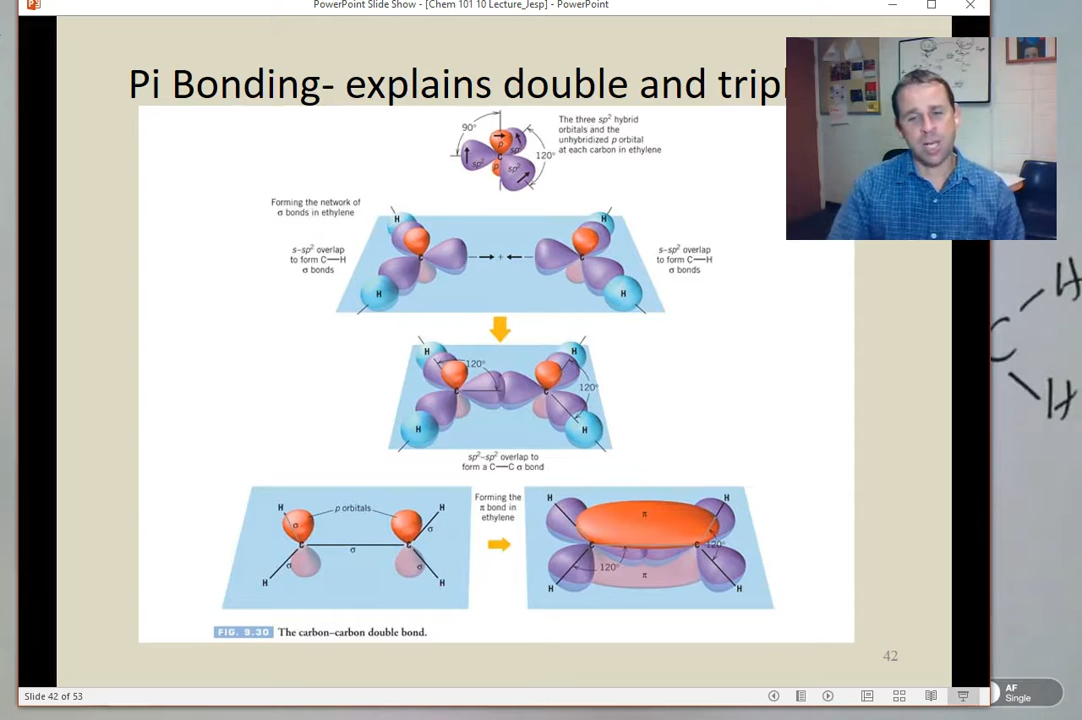 PowerPoint Slide Show - [Chem 101 10 Lecture_Jesp] - PowerPoint
Pi Bonding- explains double and tripl
90°
The three sp² hybrid
orbitals and the
unhybridized p orbital
at each carbon in ethylene
p
sp²
C
120°
sp²
p
sp²
Forming the network of
σ bonds in ethylene
H
H
s–sp² overlap
to form C—H
σ bonds
C
+
C
s–sp² overlap
to form C—H
σ bonds
H
H
H
H
120°
120°
C
C
H
H
sp²–sp² overlap to
form a C—C σ bond
H
p orbitals
H
σ
σ
C
σ
C
σ
σ
H
H
Forming the
π bond in
ethylene
H
H
π
C
C
120°
120°
π
H
H
FIG. 9.30 The carbon–carbon double bond.
42
Slide 42 of 53
H
C
H
AF
Single